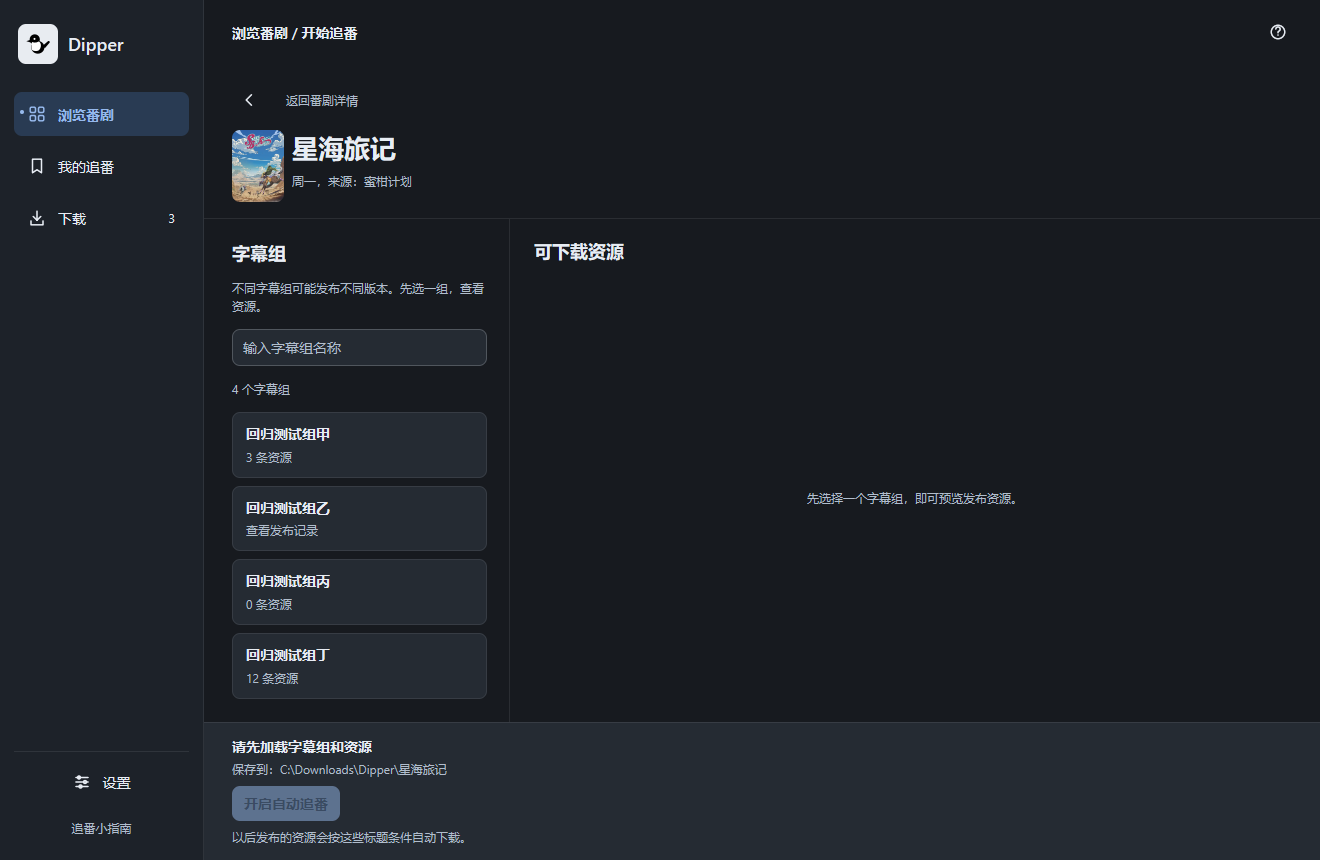 Dipper
浏览番剧
我的追番
下载 3
设置
追番小指南
浏览番剧 / 开始追番
返回番剧详情
星海旅记
周一，来源：蜜柑计划
字幕组
不同字幕组可能发布不同版本。先选一组，查看
资源。
输入字幕组名称
4 个字幕组
回归测试组甲
3 条资源
回归测试组乙
查看发布记录
回归测试组丙
0 条资源
回归测试组丁
12 条资源
可下载资源
先选择一个字幕组，即可预览发布资源。
请先加载字幕组和资源
保存到：C:\Downloads\Dipper\星海旅记
开启自动追番
以后发布的资源会按这些标题条件自动下载。